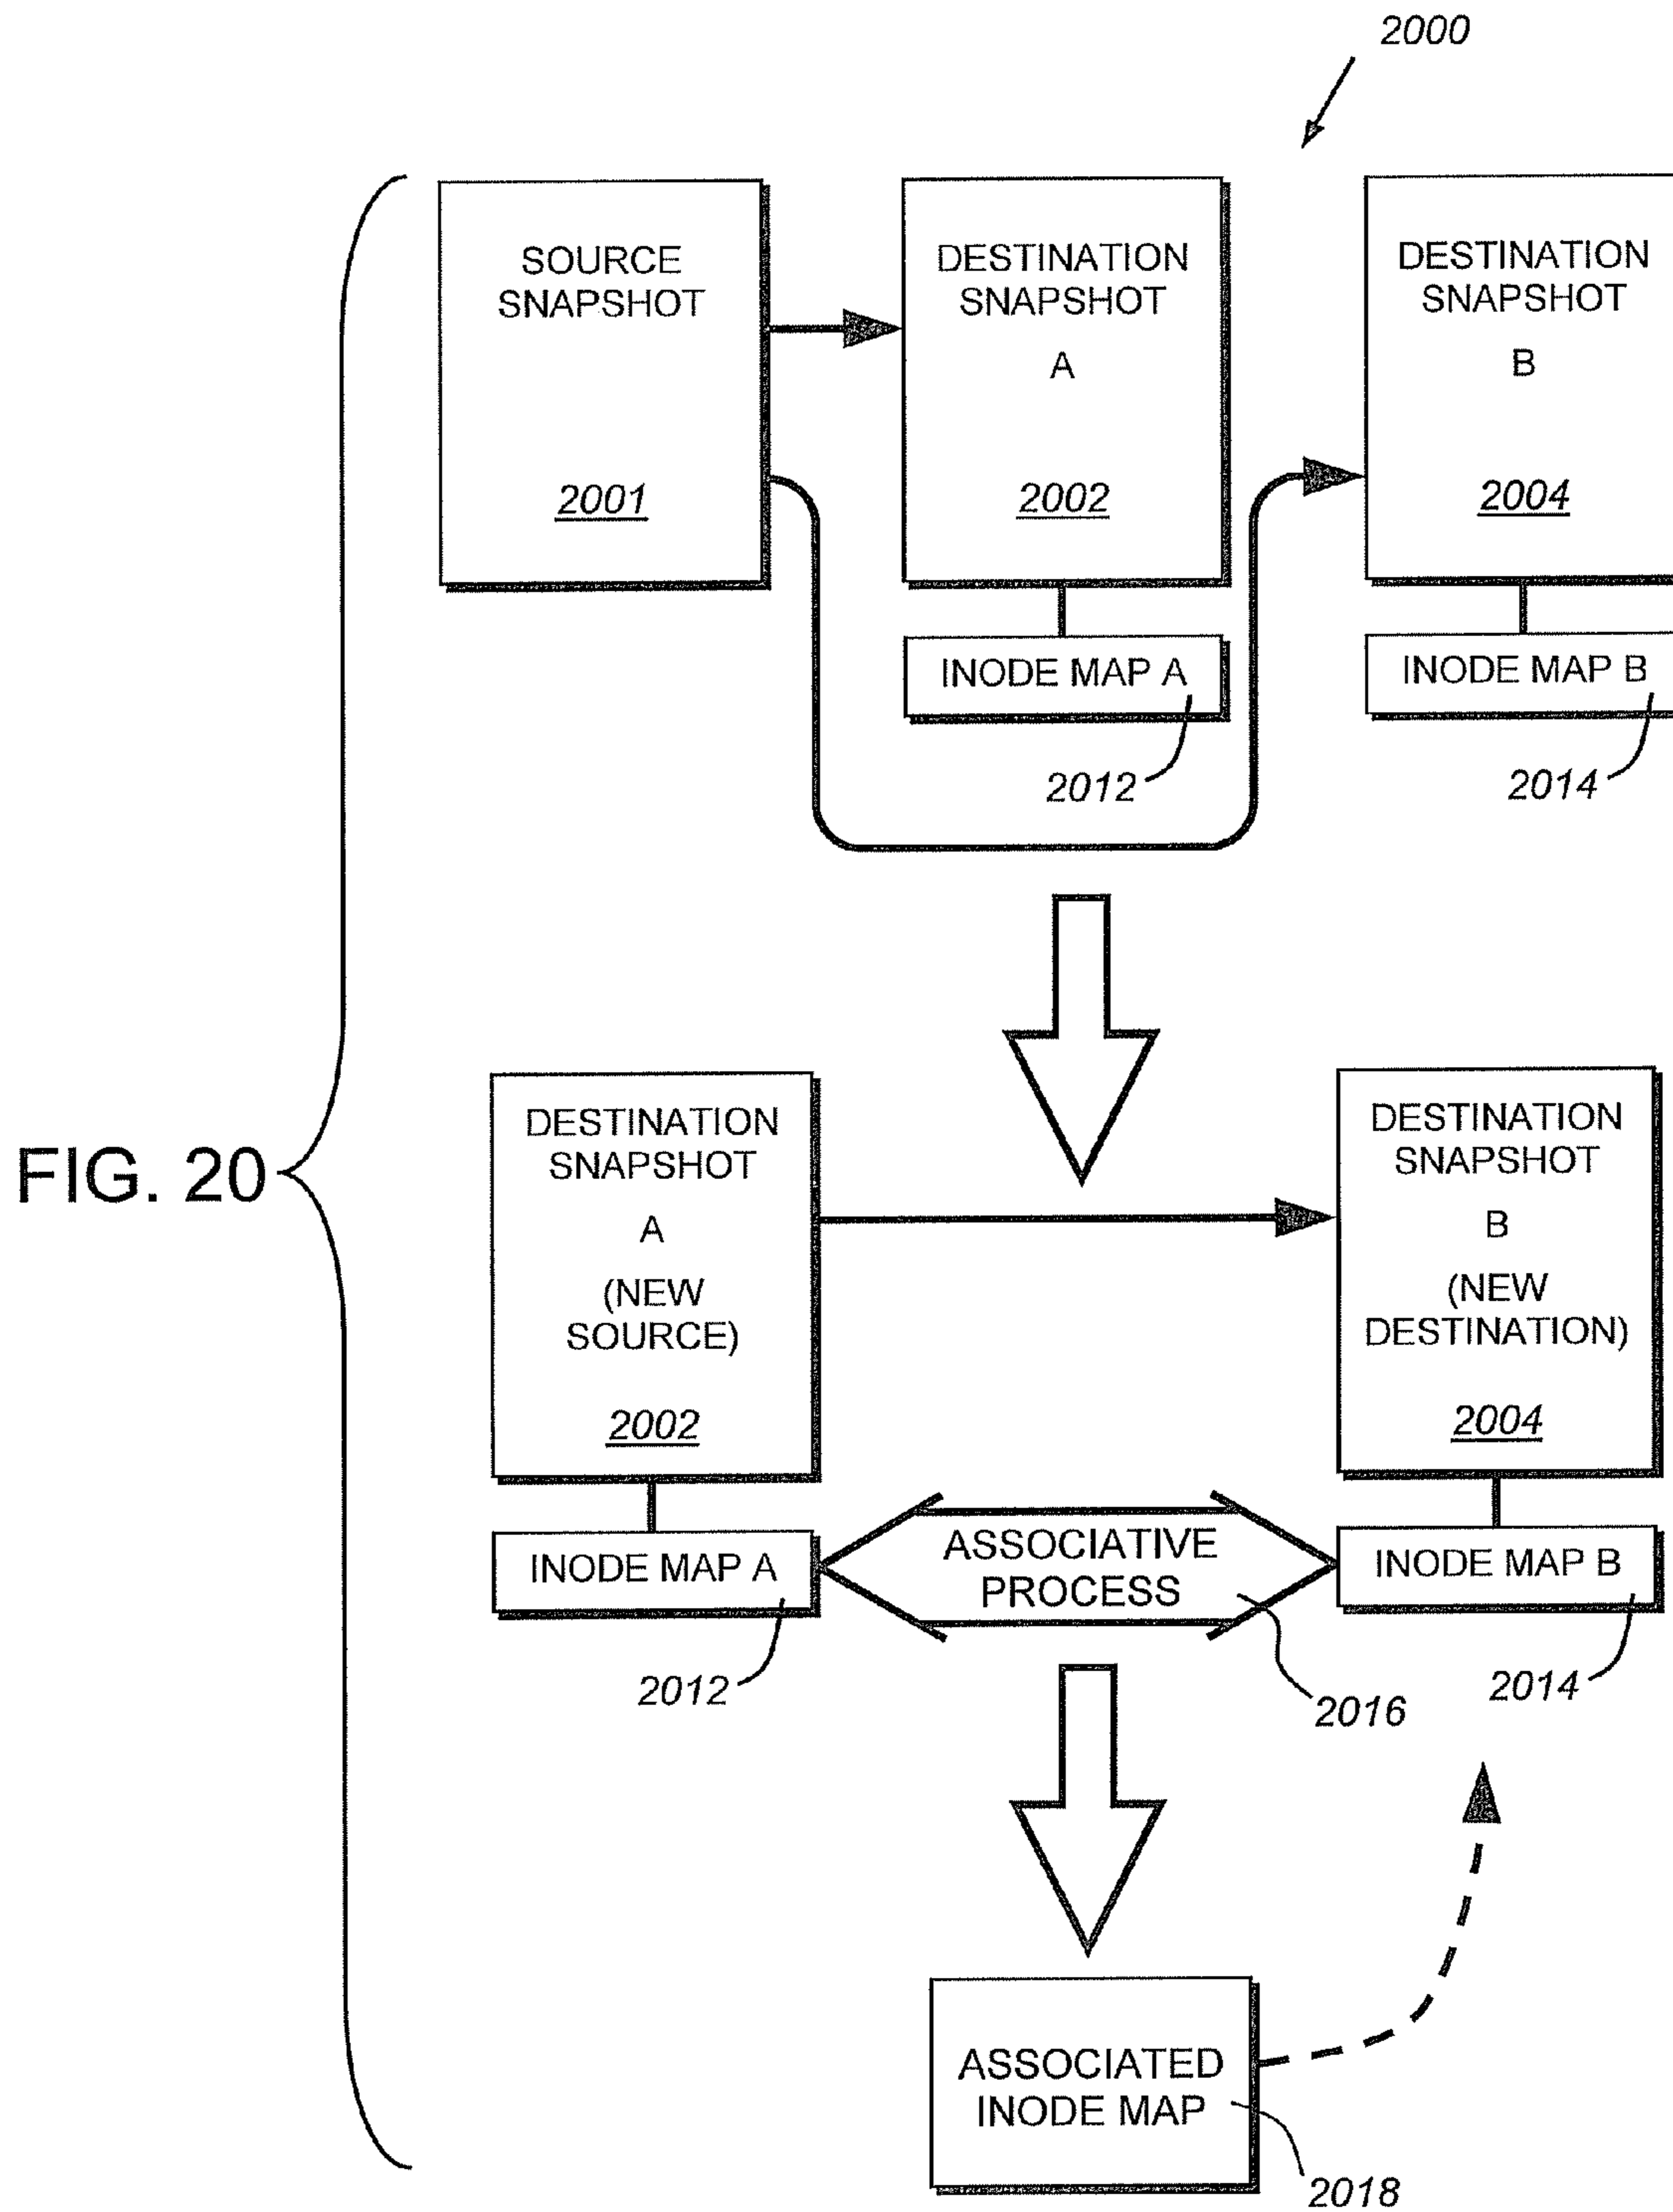 2000
SOURCE
SNAPSHOT
2001
DESTINATION
SNAPSHOT
A
2002
DESTINATION
SNAPSHOT
B
2004
INODE MAP A
2012
INODE MAP B
2014
FIG. 20
DESTINATION
SNAPSHOT
A
(NEW
SOURCE)
2002
DESTINATION
SNAPSHOT
B
(NEW
DESTINATION)
2004
INODE MAP A
2012
ASSOCIATIVE
PROCESS
2016
INODE MAP B
2014
ASSOCIATED
INODE MAP
2018